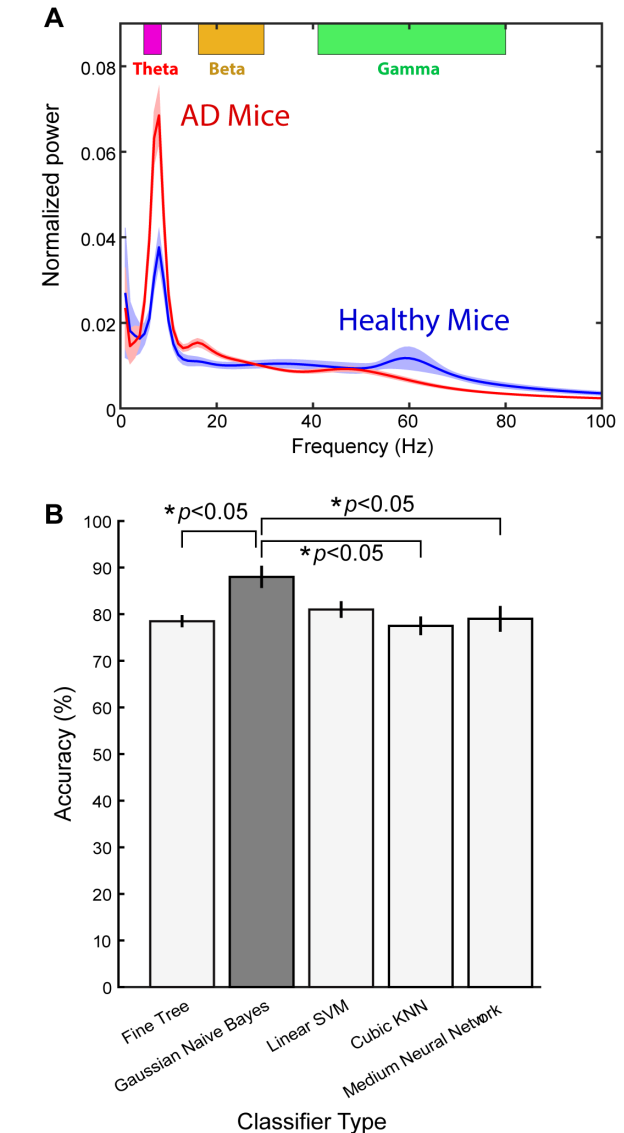 A
Theta
Beta
Gamma
AD Mice
Healthy Mice
Normalized power
0.08
0.06
0.04
0.02
0
0
20
40
60
80
100
Frequency (Hz)
B
*p<0.05
*p<0.05
*p<0.05
Accuracy (%)
100
90
80
70
60
50
40
30
20
10
0
Fine Tree
Gaussian Naive Bayes
Linear SVM
Cubic KNN
Medium Neural Network
Classifier Type